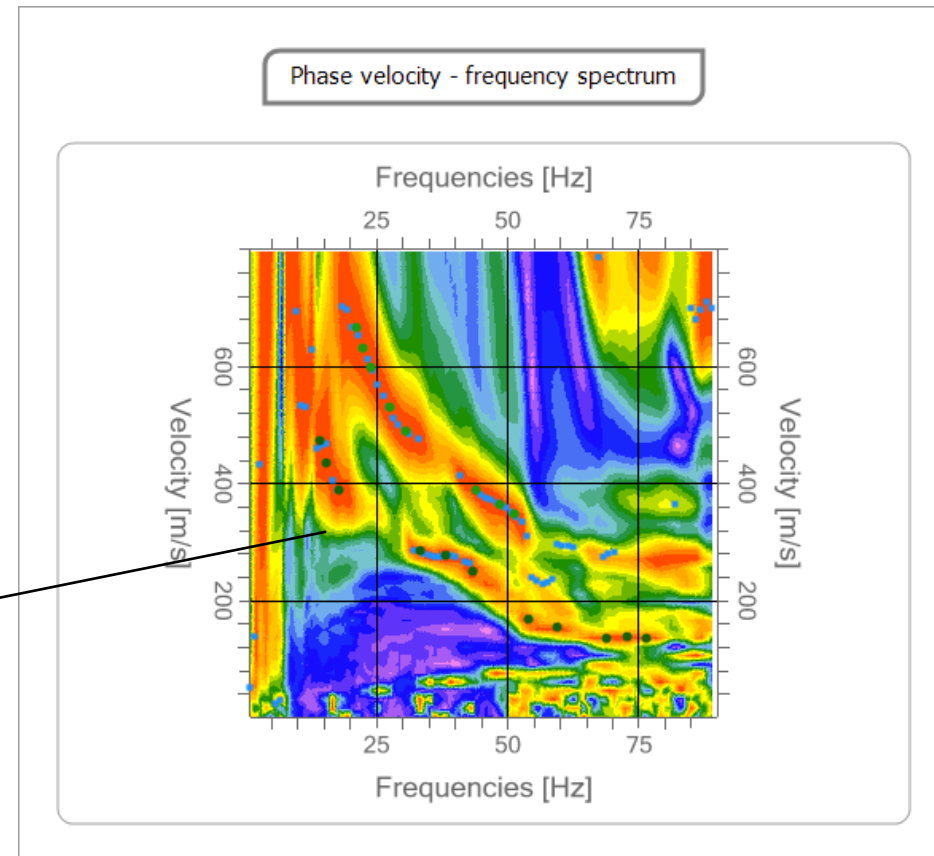 Phase velocity - frequency spectrum
Frequencies [Hz]
25 50 75
600 600
Velocity [m/s] Velocity [m/s]
400 400
200 200
25 50 75
Frequencies [Hz]